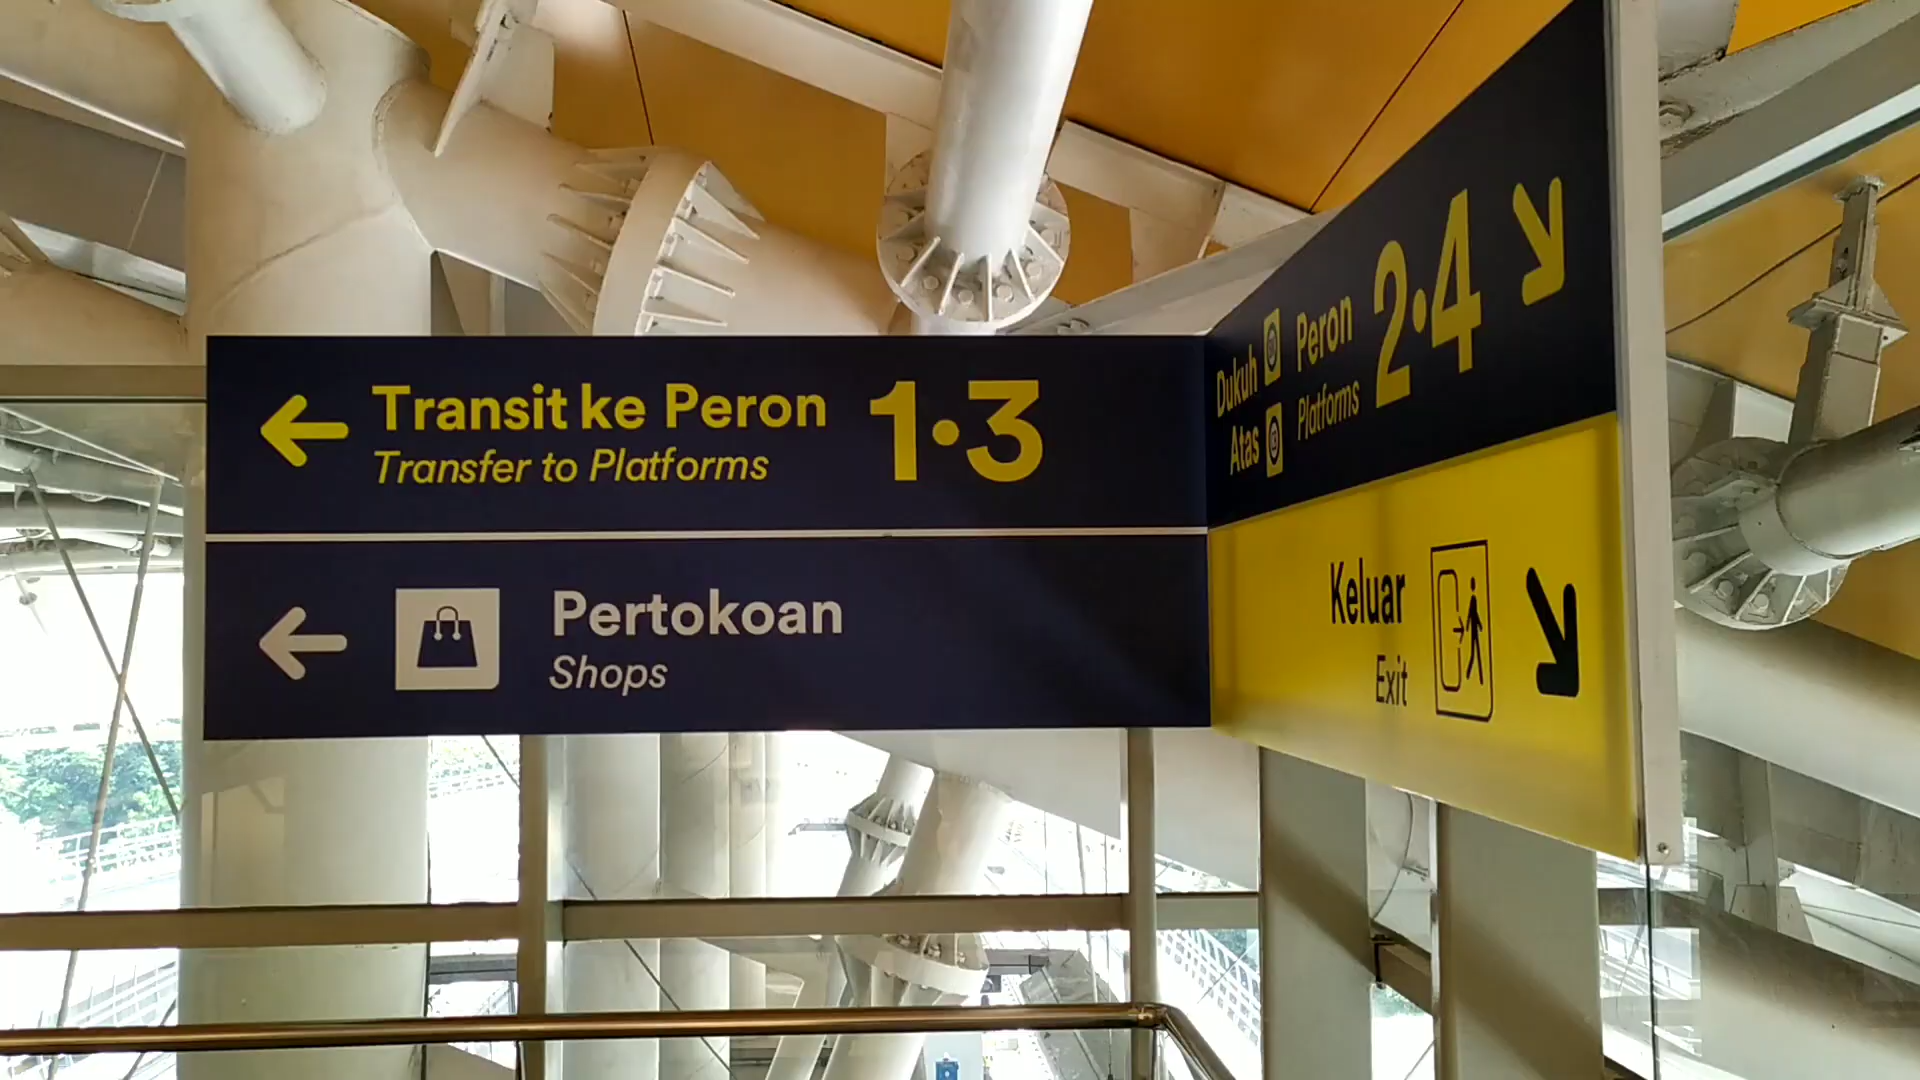 Transit ke Peron 1•3
Transfer to Platforms
Pertokoan
Shops
Dukuh
Atas
Peron 2•4
Platforms
Keluar
Exit